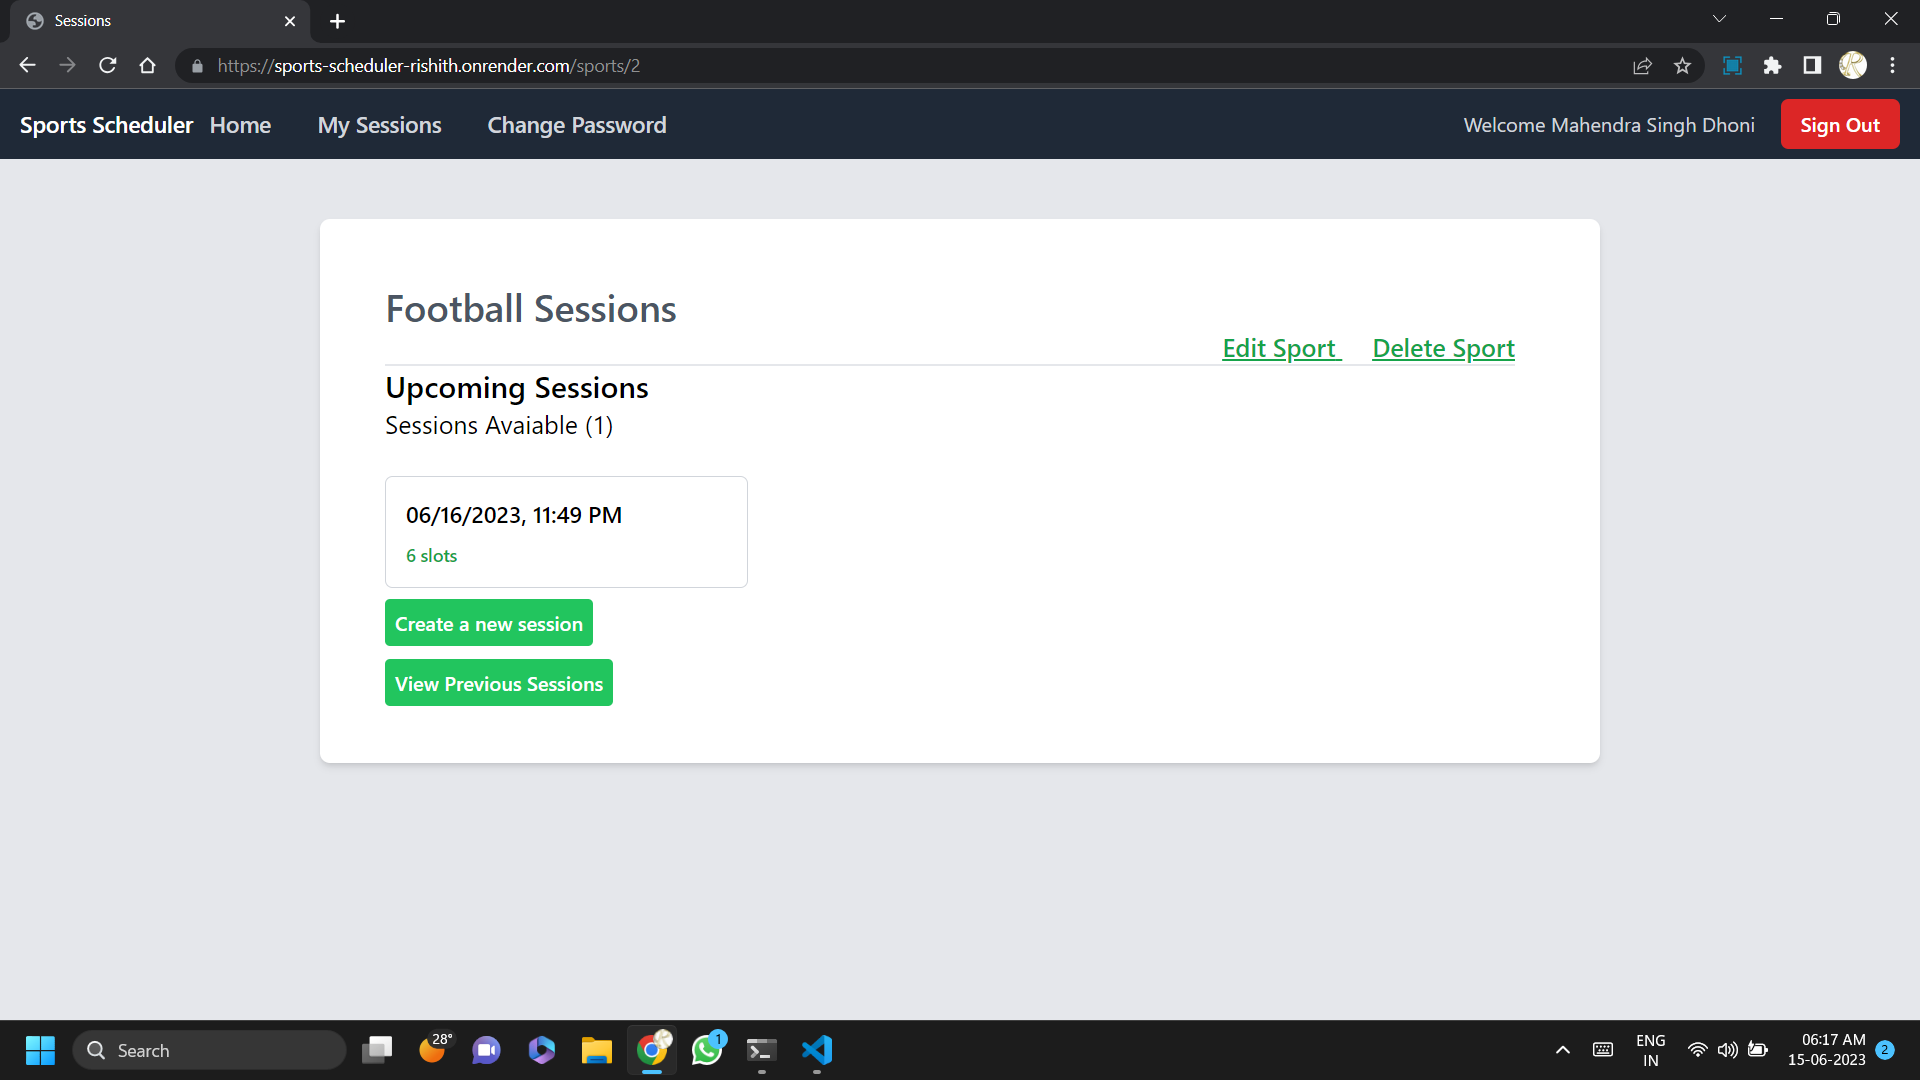 Sessions
https://sports-scheduler-rishith.onrender.com/sports/2
Sports Scheduler Home My Sessions Change Password Welcome Mahendra Singh Dhoni Sign Out
Football Sessions
Edit Sport Delete Sport
Upcoming Sessions
Sessions Avaiable (1)
06/16/2023, 11:49 PM
6 slots
Create a new session
View Previous Sessions
Search 28° 1 ENG 06:17 AM
IN 15-06-2023 2